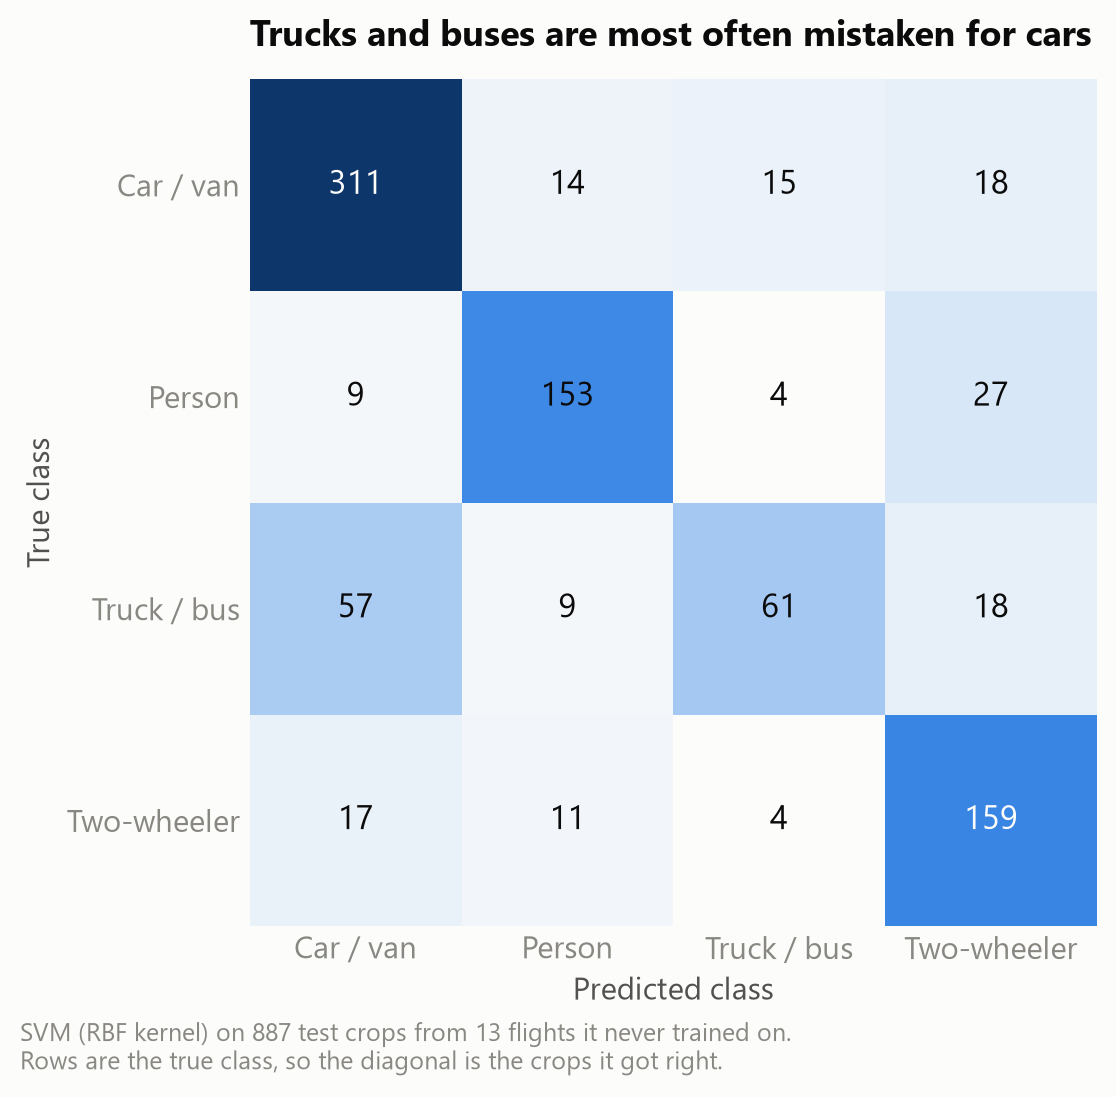 Trucks and buses are most often mistaken for cars
Car / van
311
14
15
18
Person
9
153
4
27
True class
Truck / bus
57
9
61
18
Two-wheeler
17
11
4
159
Car / van
Person
Truck / bus
Two-wheeler
Predicted class
SVM (RBF kernel) on 887 test crops from 13 flights it never trained on.
Rows are the true class, so the diagonal is the crops it got right.